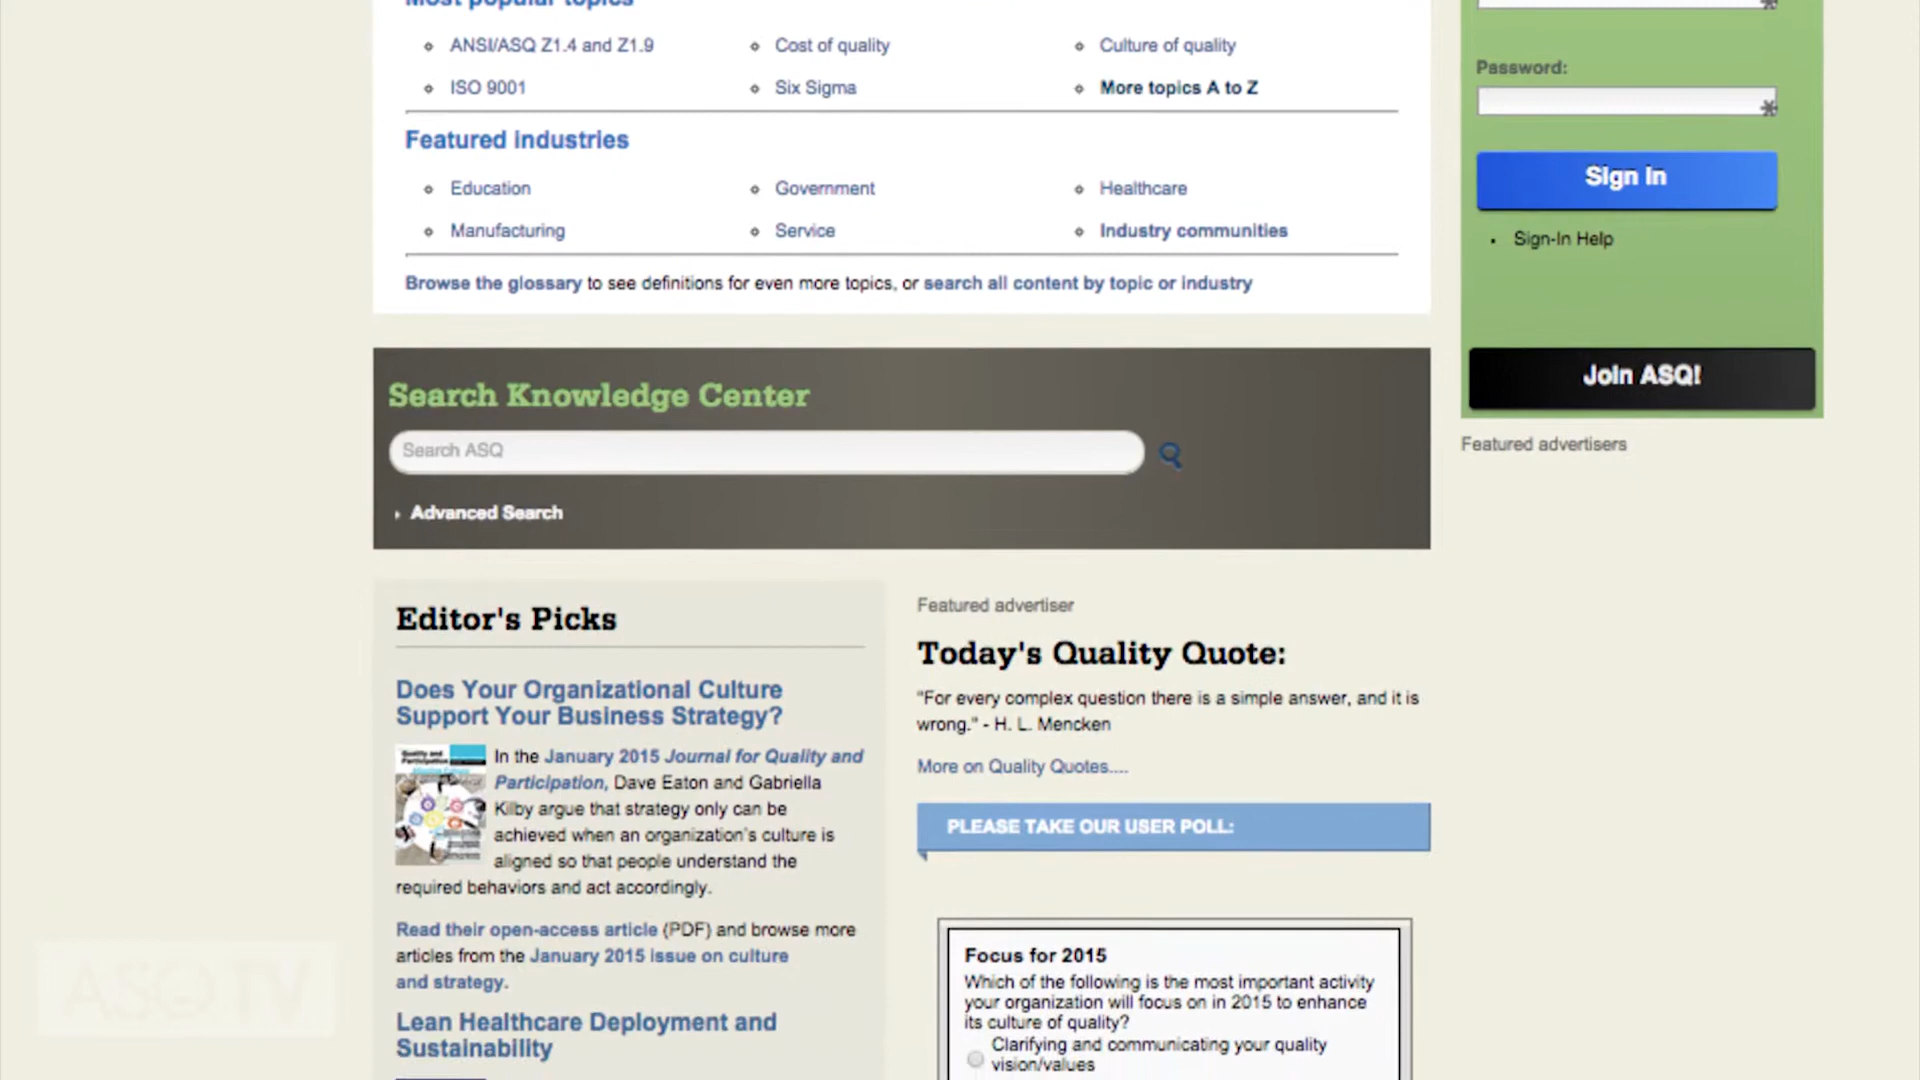 Most popular topics
ANSI/ASQ Z1.4 and Z1.9
Cost of quality
Culture of quality
ISO 9001
Six Sigma
More topics A to Z
Featured industries
Education
Government
Healthcare
Manufacturing
Service
Industry communities
Browse the glossary to see definitions for even more topics, or search all content by topic or industry
Password:
Sign In
Sign-In Help
Join ASQ!
Featured advertisers
Search Knowledge Center
Search ASQ
Advanced Search
Editor's Picks
Does Your Organizational Culture
Support Your Business Strategy?
Quality and
Participation
In the January 2015 Journal for Quality and
Participation, Dave Eaton and Gabriella
Kilby argue that strategy only can be
achieved when an organization's culture is
aligned so that people understand the
required behaviors and act accordingly.
Read their open-access article (PDF) and browse more
articles from the January 2015 issue on culture
and strategy.
Lean Healthcare Deployment and
Sustainability
Featured advertiser
Today's Quality Quote:
"For every complex question there is a simple answer, and it is
wrong." - H. L. Mencken
More on Quality Quotes....
PLEASE TAKE OUR USER POLL:
Focus for 2015
Which of the following is the most important activity
your organization will focus on in 2015 to enhance
its culture of quality?
Clarifying and communicating your quality
vision/values
ASQ TV